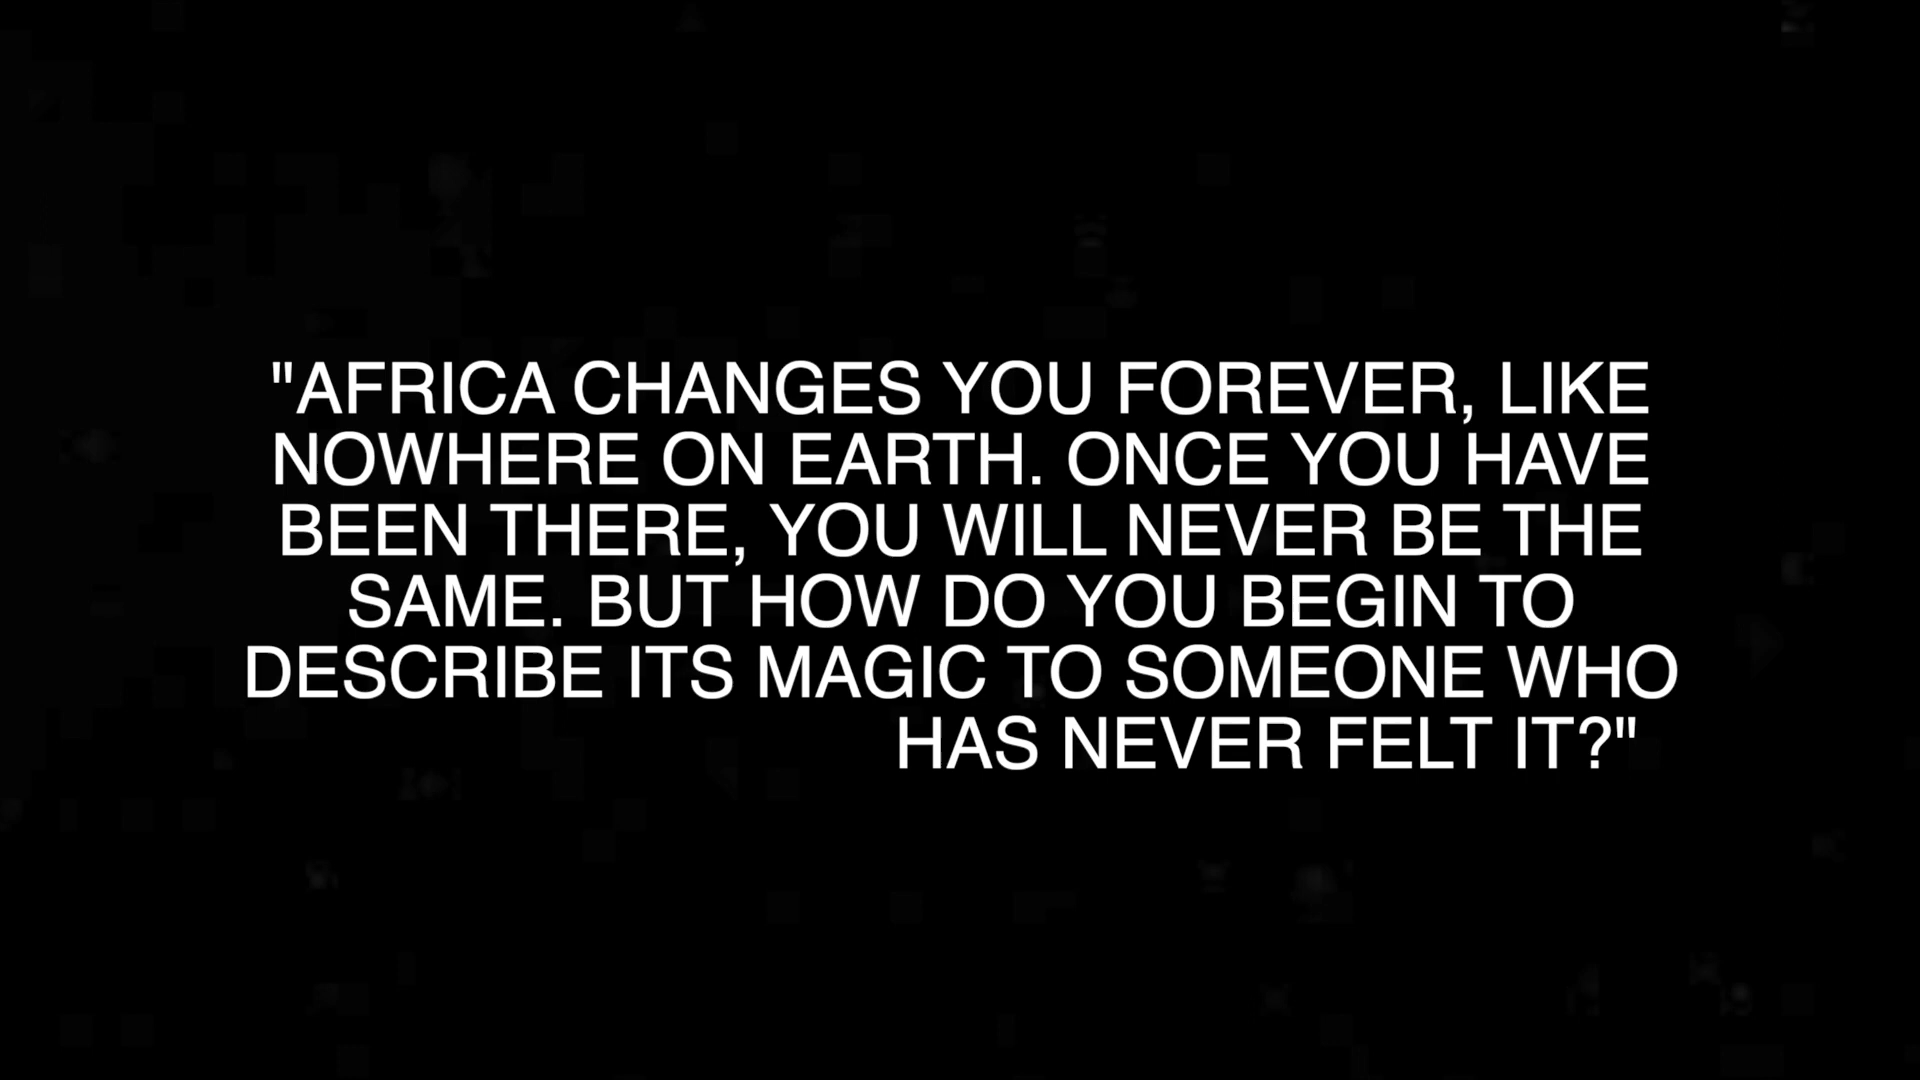 "AFRICA CHANGES YOU FOREVER, LIKE
NOWHERE ON EARTH. ONCE YOU HAVE
BEEN THERE, YOU WILL NEVER BE THE
SAME. BUT HOW DO YOU BEGIN TO
DESCRIBE ITS MAGIC TO SOMEONE WHO
HAS NEVER FELT IT?"